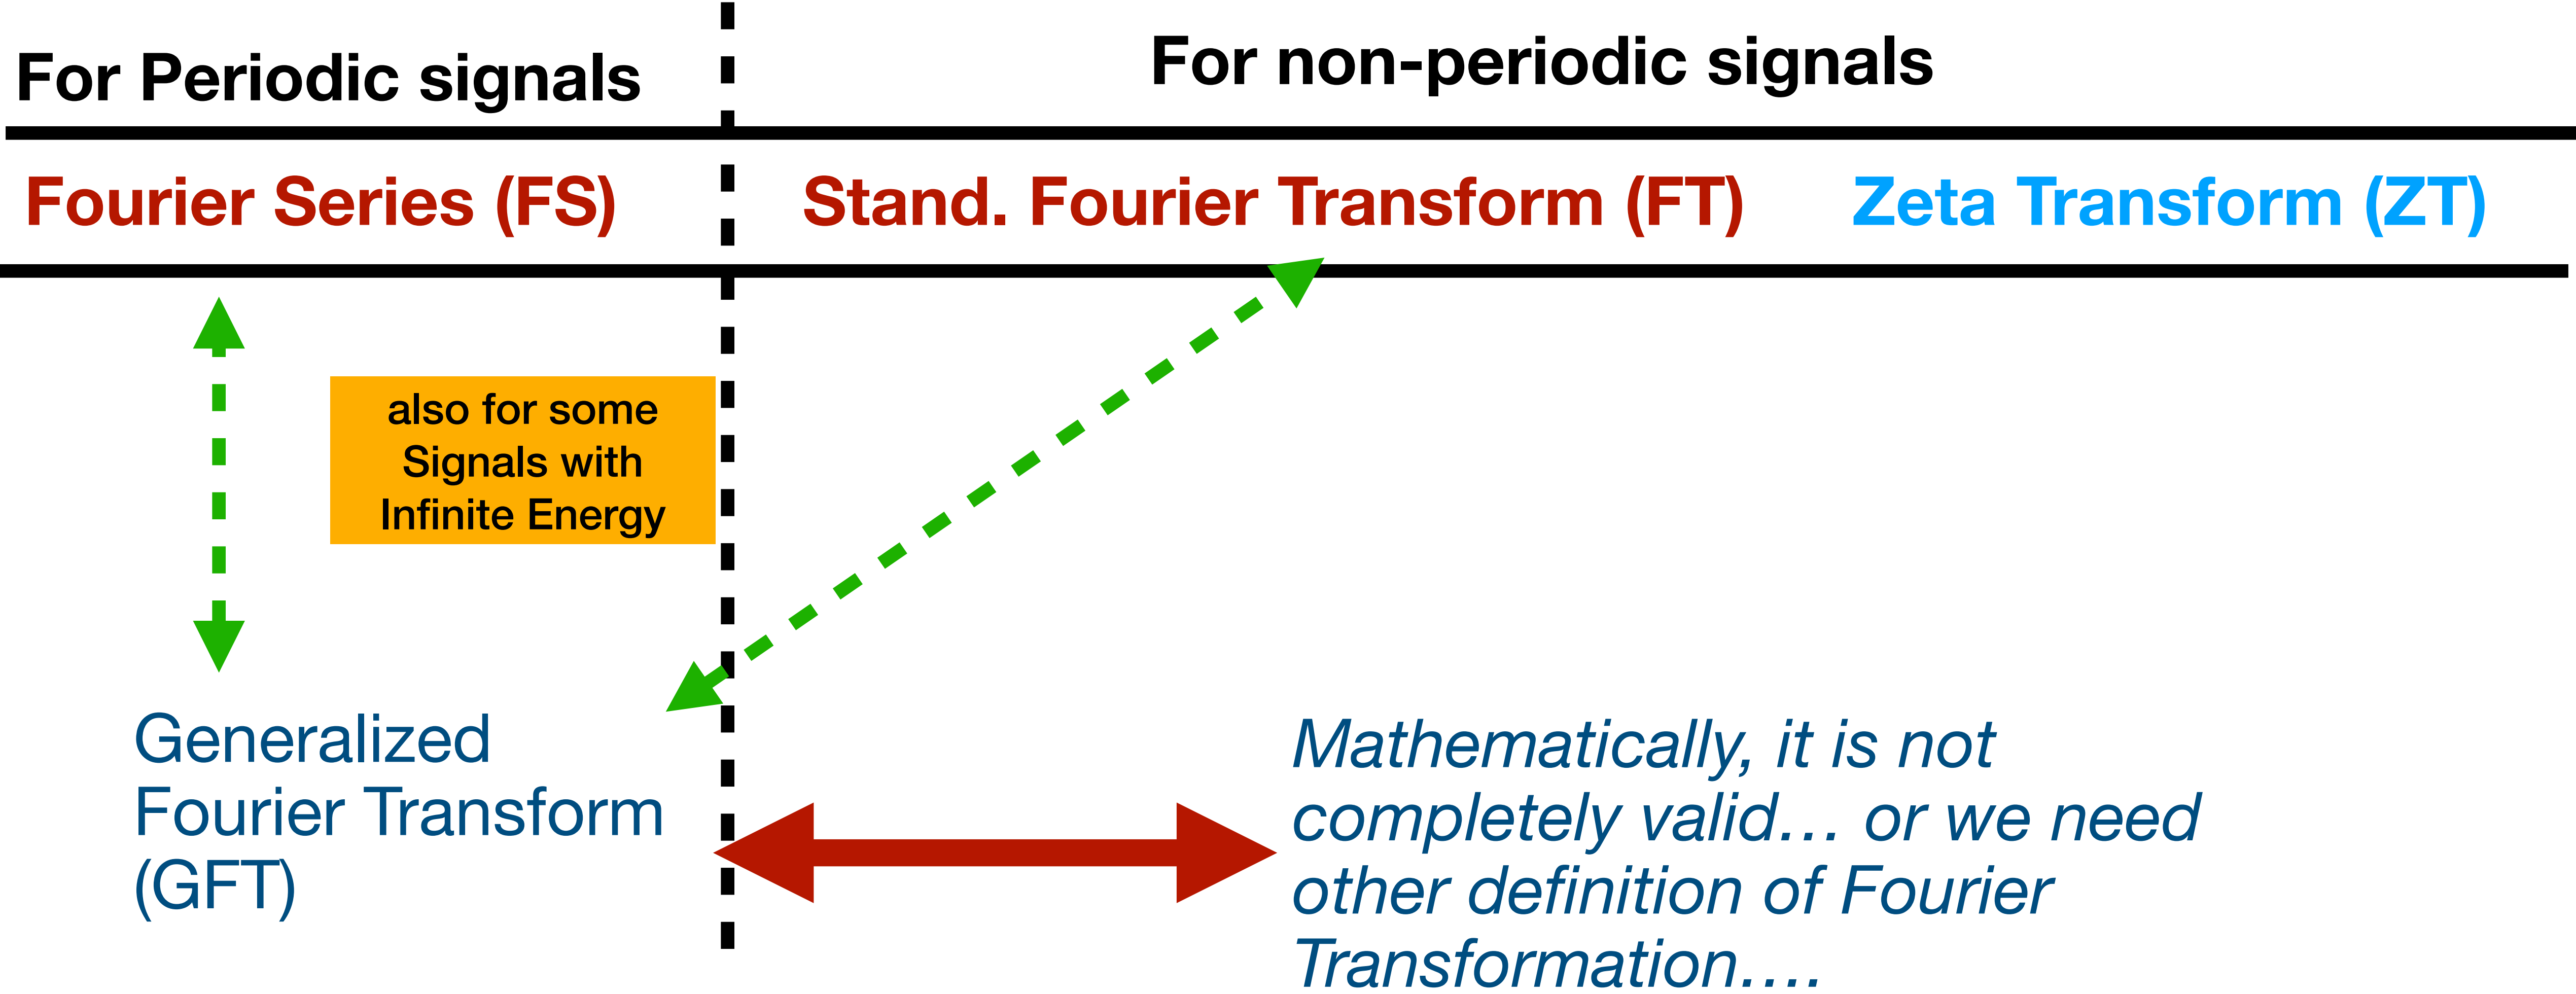 For Periodic signals
For non-periodic signals
Fourier Series (FS)
Stand. Fourier Transform (FT)
Zeta Transform (ZT)
also for some
Signals with
Infinite Energy
Generalized
Fourier Transform
(GFT)
Mathematically, it is not
completely valid… or we need
other definition of Fourier
Transformation….